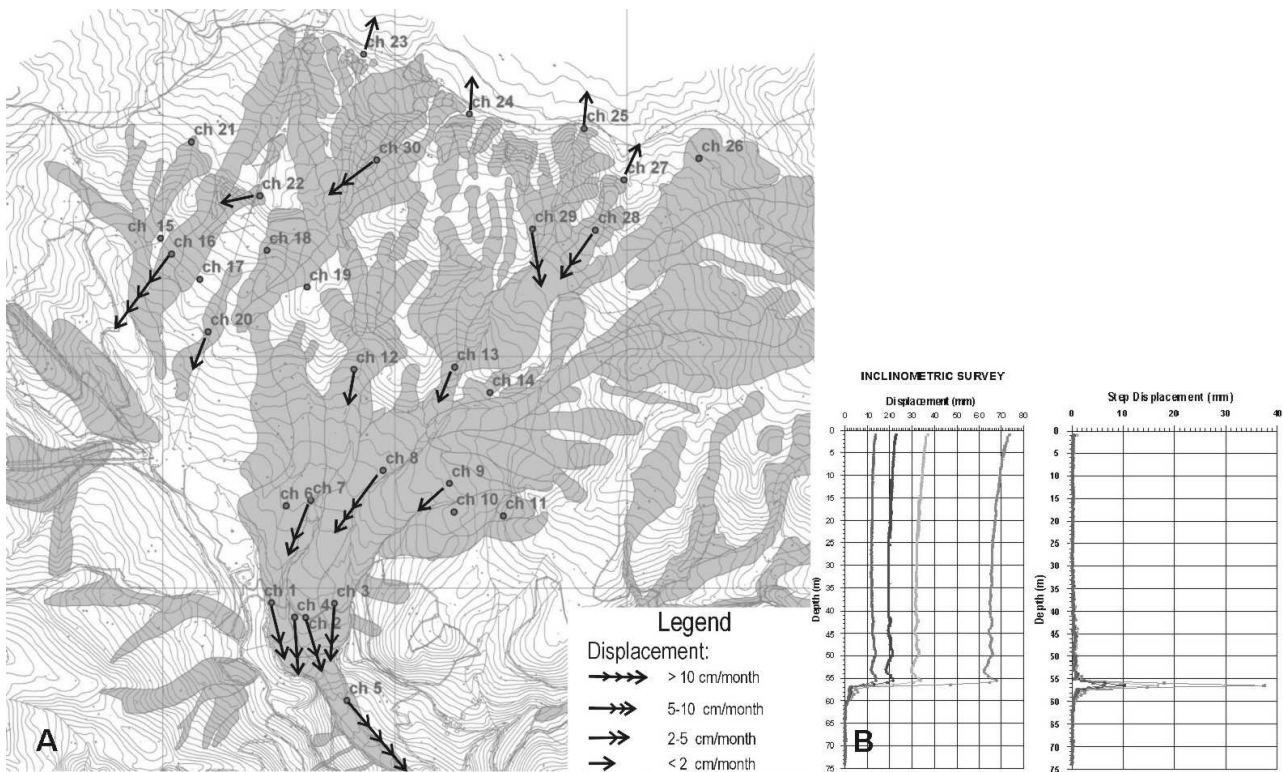 ch 23
ch 24
ch 25
ch 21
ch 30
ch 26
ch 27
ch 22
ch 29
ch 28
ch 15
ch 16
ch 18
ch 17
ch 19
ch 20
ch 12
ch 13
ch 14
ch 8
ch 9
ch 6
ch 7
ch 10
ch 11
ch 1
ch 3
ch 4
ch 2
ch 5
A
Legend
Displacement:
> 10 cm/month
5-10 cm/month
2-5 cm/month
< 2 cm/month
INCLINOMETRIC SURVEY
Displacement (mm)
0 10 20 30 40 50 60 70 80
Depth (m)
0
5
10
15
20
25
30
35
40
45
50
55
60
65
70
75
B
Step Displacement (mm)
0 10 20 30 40
Depth (m)
0
5
10
15
20
25
30
35
40
45
50
55
60
65
70
75